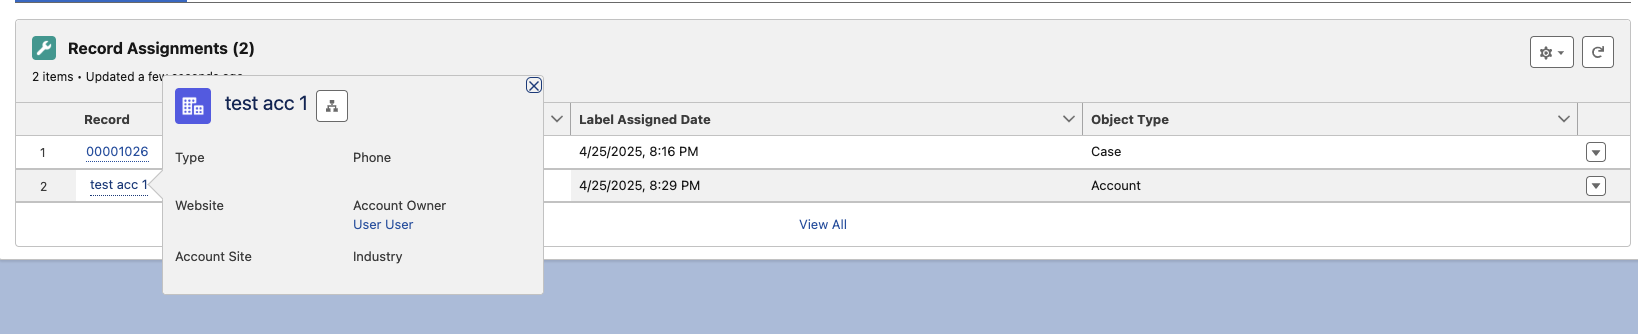 Record Assignments (2)
2 items • Updated a few seconds ago
test acc 1
Record
Label Assigned Date
Object Type
1
00001026
4/25/2025, 8:16 PM
Case
2
test acc 1
4/25/2025, 8:29 PM
Account
Type
Phone
Website
Account Owner
User User
Account Site
Industry
View All